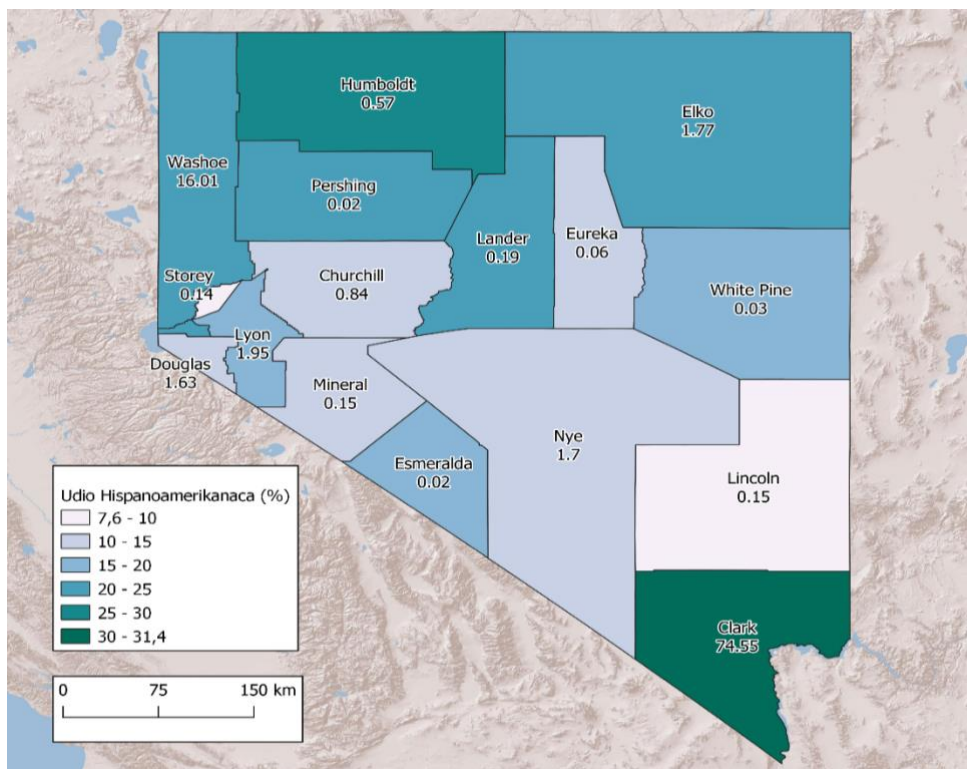 Humboldt
0.57
Elko
1.77
Washoe
16.01
Pershing
0.02
Lander
0.19
Eureka
0.06
Storey
0.14
Churchill
0.84
White Pine
0.03
Lyon
1.95
Douglas
1.63
Mineral
0.15
Nye
1.7
Esmeralda
0.02
Lincoln
0.15
Clark
74.55
Udio Hispanoamerikanaca (%)
7,6 - 10
10 - 15
15 - 20
20 - 25
25 - 30
30 - 31,4
0 75 150 km